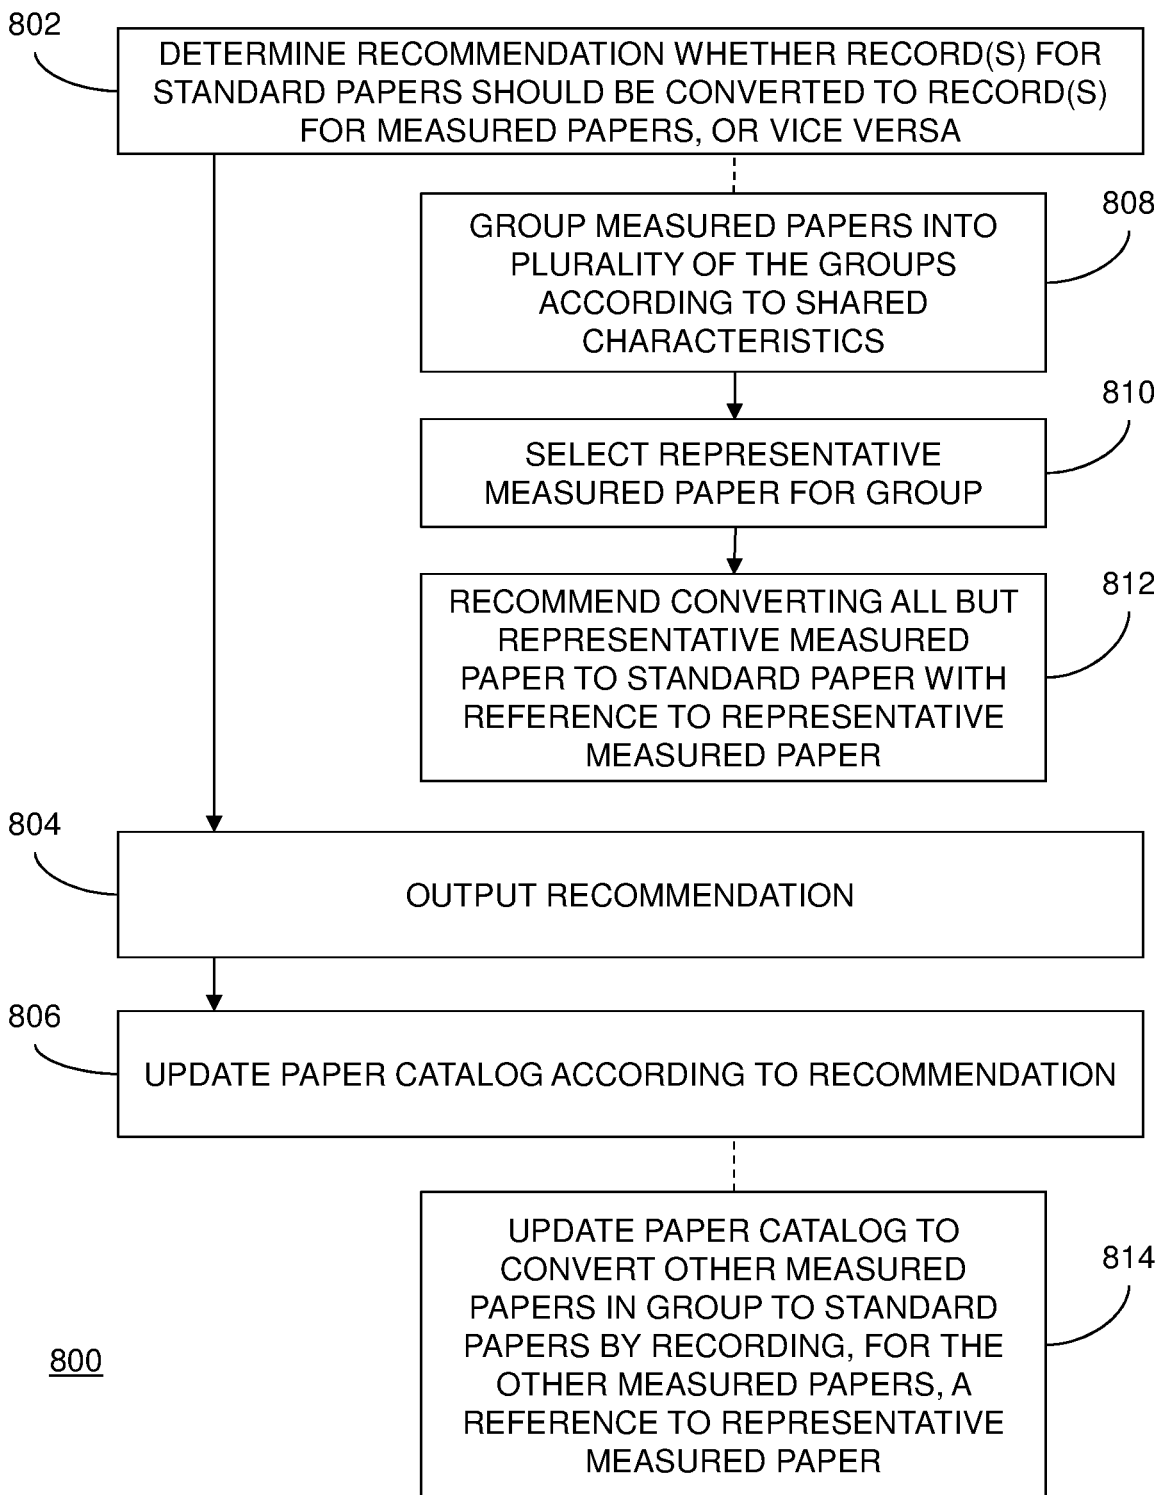 802
DETERMINE RECOMMENDATION WHETHER RECORD(S) FOR
STANDARD PAPERS SHOULD BE CONVERTED TO RECORD(S)
FOR MEASURED PAPERS, OR VICE VERSA
808
GROUP MEASURED PAPERS INTO
PLURALITY OF THE GROUPS
ACCORDING TO SHARED
CHARACTERISTICS
810
SELECT REPRESENTATIVE
MEASURED PAPER FOR GROUP
812
RECOMMEND CONVERTING ALL BUT
REPRESENTATIVE MEASURED
PAPER TO STANDARD PAPER WITH
REFERENCE TO REPRESENTATIVE
MEASURED PAPER
804
OUTPUT RECOMMENDATION
806
UPDATE PAPER CATALOG ACCORDING TO RECOMMENDATION
814
UPDATE PAPER CATALOG TO
CONVERT OTHER MEASURED
PAPERS IN GROUP TO STANDARD
PAPERS BY RECORDING, FOR THE
OTHER MEASURED PAPERS, A
REFERENCE TO REPRESENTATIVE
MEASURED PAPER
800